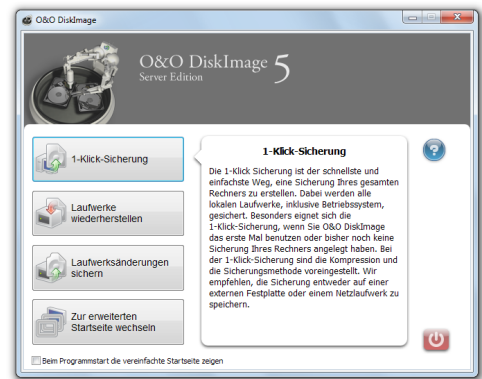 O&O DiskImage
O&O DiskImage 5
Server Edition
1-Klick-Sicherung
Laufwerke
wiederherstellen
Laufwerksänderungen
sichern
Zur erweiterten
Startseite wechseln
1-Klick-Sicherung
Die 1-Klick Sicherung ist der schnellste und
einfachste Weg, eine Sicherung Ihres gesamten
Rechners zu erstellen. Dabei werden alle
lokalen Laufwerke, inklusive Betriebssystem,
gesichert. Besonders eignet sich die
1-Klick-Sicherung, wenn Sie O&O DiskImage
das erste Mal benutzen oder bisher noch keine
Sicherung Ihres Rechners angelegt haben. Bei
der 1-Klick-Sicherung sind die Kompression und
die Sicherungsmethode voreingestellt. Wir
empfehlen, die Sicherung entweder auf einer
externen Festplatte oder einem Netzlaufwerk zu
speichern.
?
Beim Programmstart die vereinfachte Startseite zeigen